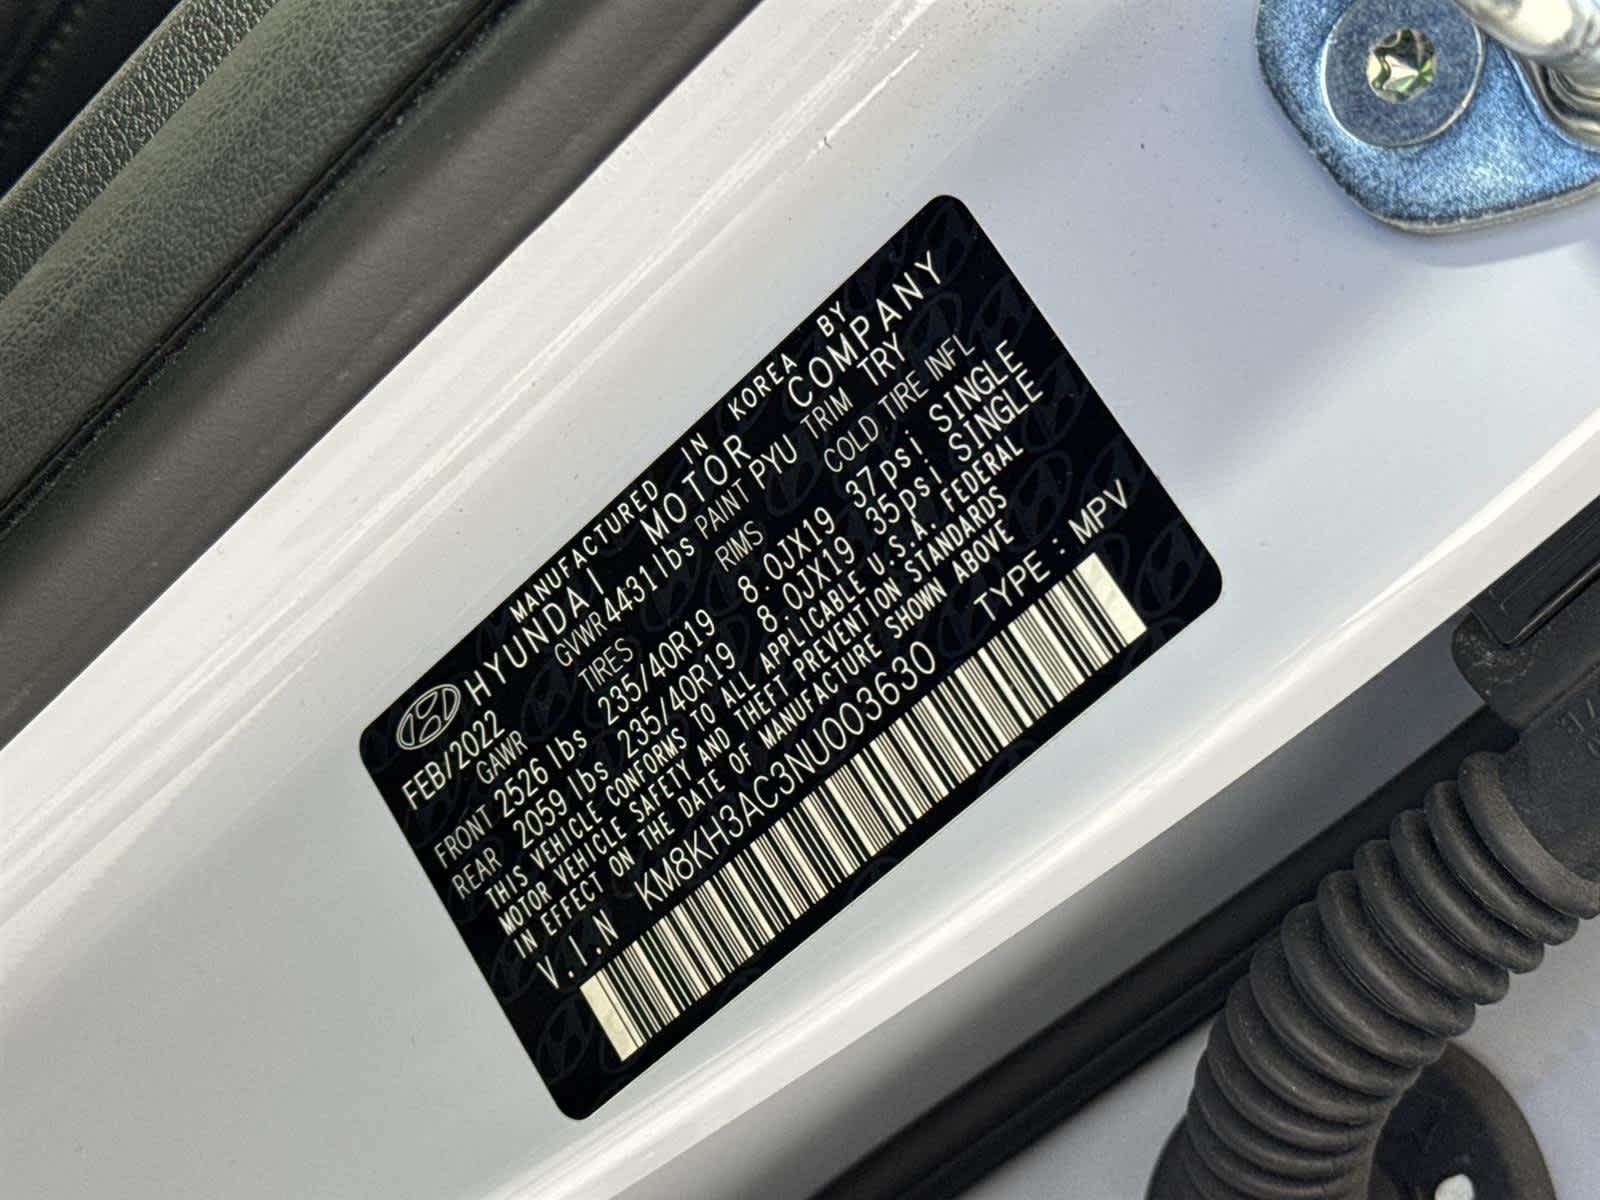 MANUFACTURED IN KOREA BY
HYUNDAI MOTOR COMPANY
FEB/2022 GVWR 4431lbs PAINT PYU TRIM TRY
GAWR TIRES RIMS COLD TIRE INFL
FRONT 2526 lbs 235/40R19 8.0JX19 37psi SINGLE
REAR 2059 lbs 235/40R19 8.0JX19 35psi SINGLE
THIS VEHICLE CONFORMS TO ALL APPLICABLE U.S.A. FEDERAL
MOTOR VEHICLE SAFETY AND THEFT PREVENTION STANDARDS
IN EFFECT ON THE DATE OF MANUFACTURE SHOWN ABOVE
V.I.N KM8KH3AC3NU003630 TYPE : MPV